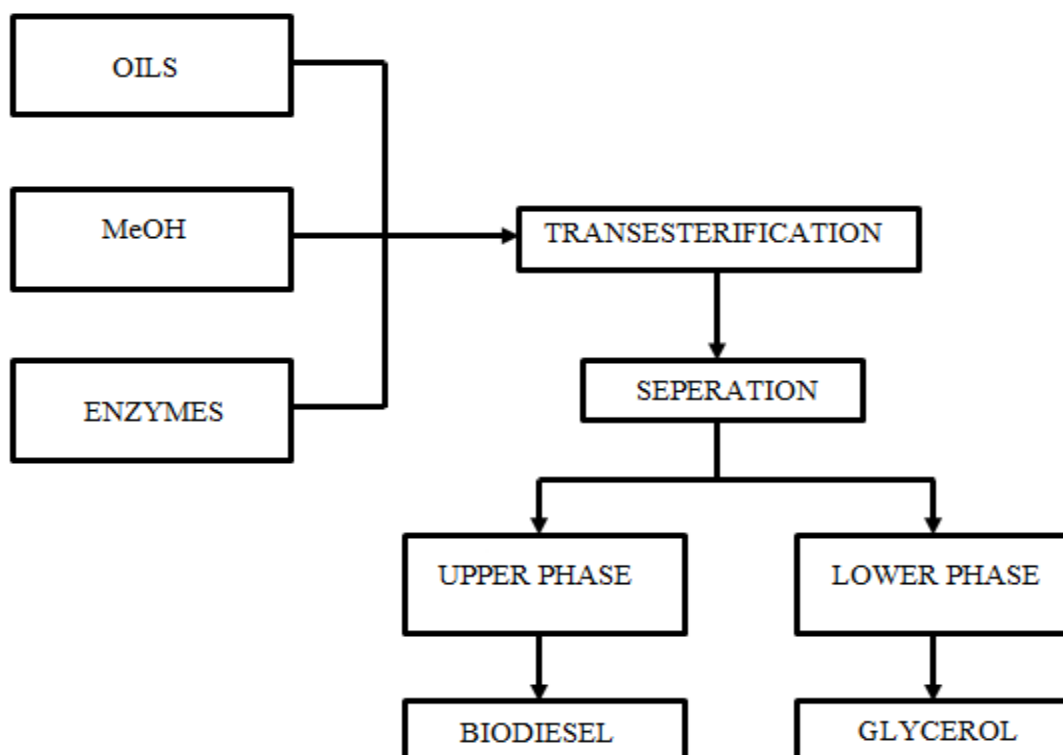 OILS
MeOH
ENZYMES
TRANSESTERIFICATION
SEPERATION
UPPER PHASE
LOWER PHASE
BIODIESEL
GLYCEROL